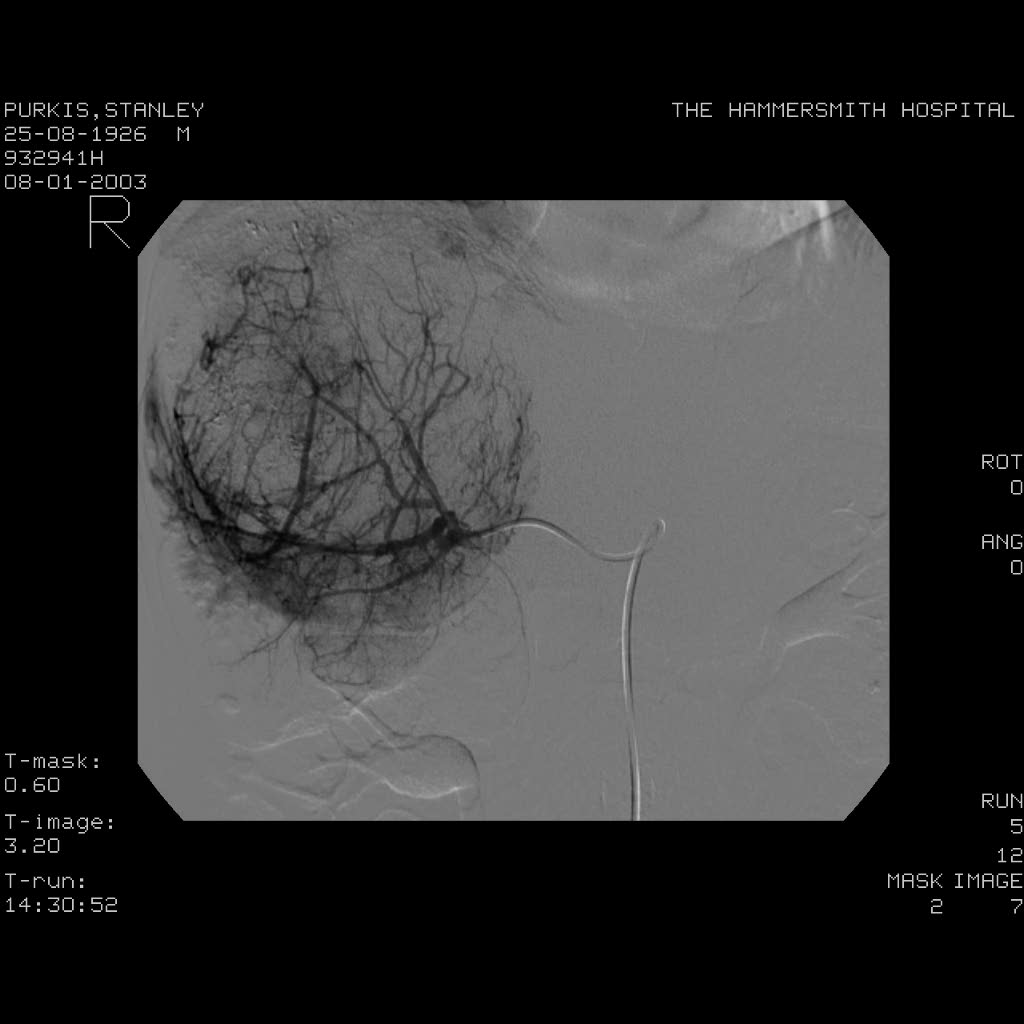 PURKIS,STANLEY
25-08-1926 M
932941H
08-01-2003
R
THE HAMMERSMITH HOSPITAL
ROT
0
ANG
0
T-mask:
0.60
T-image:
3.20
T-run:
14:30:52
RUN
5
12
MASK IMAGE
2 7